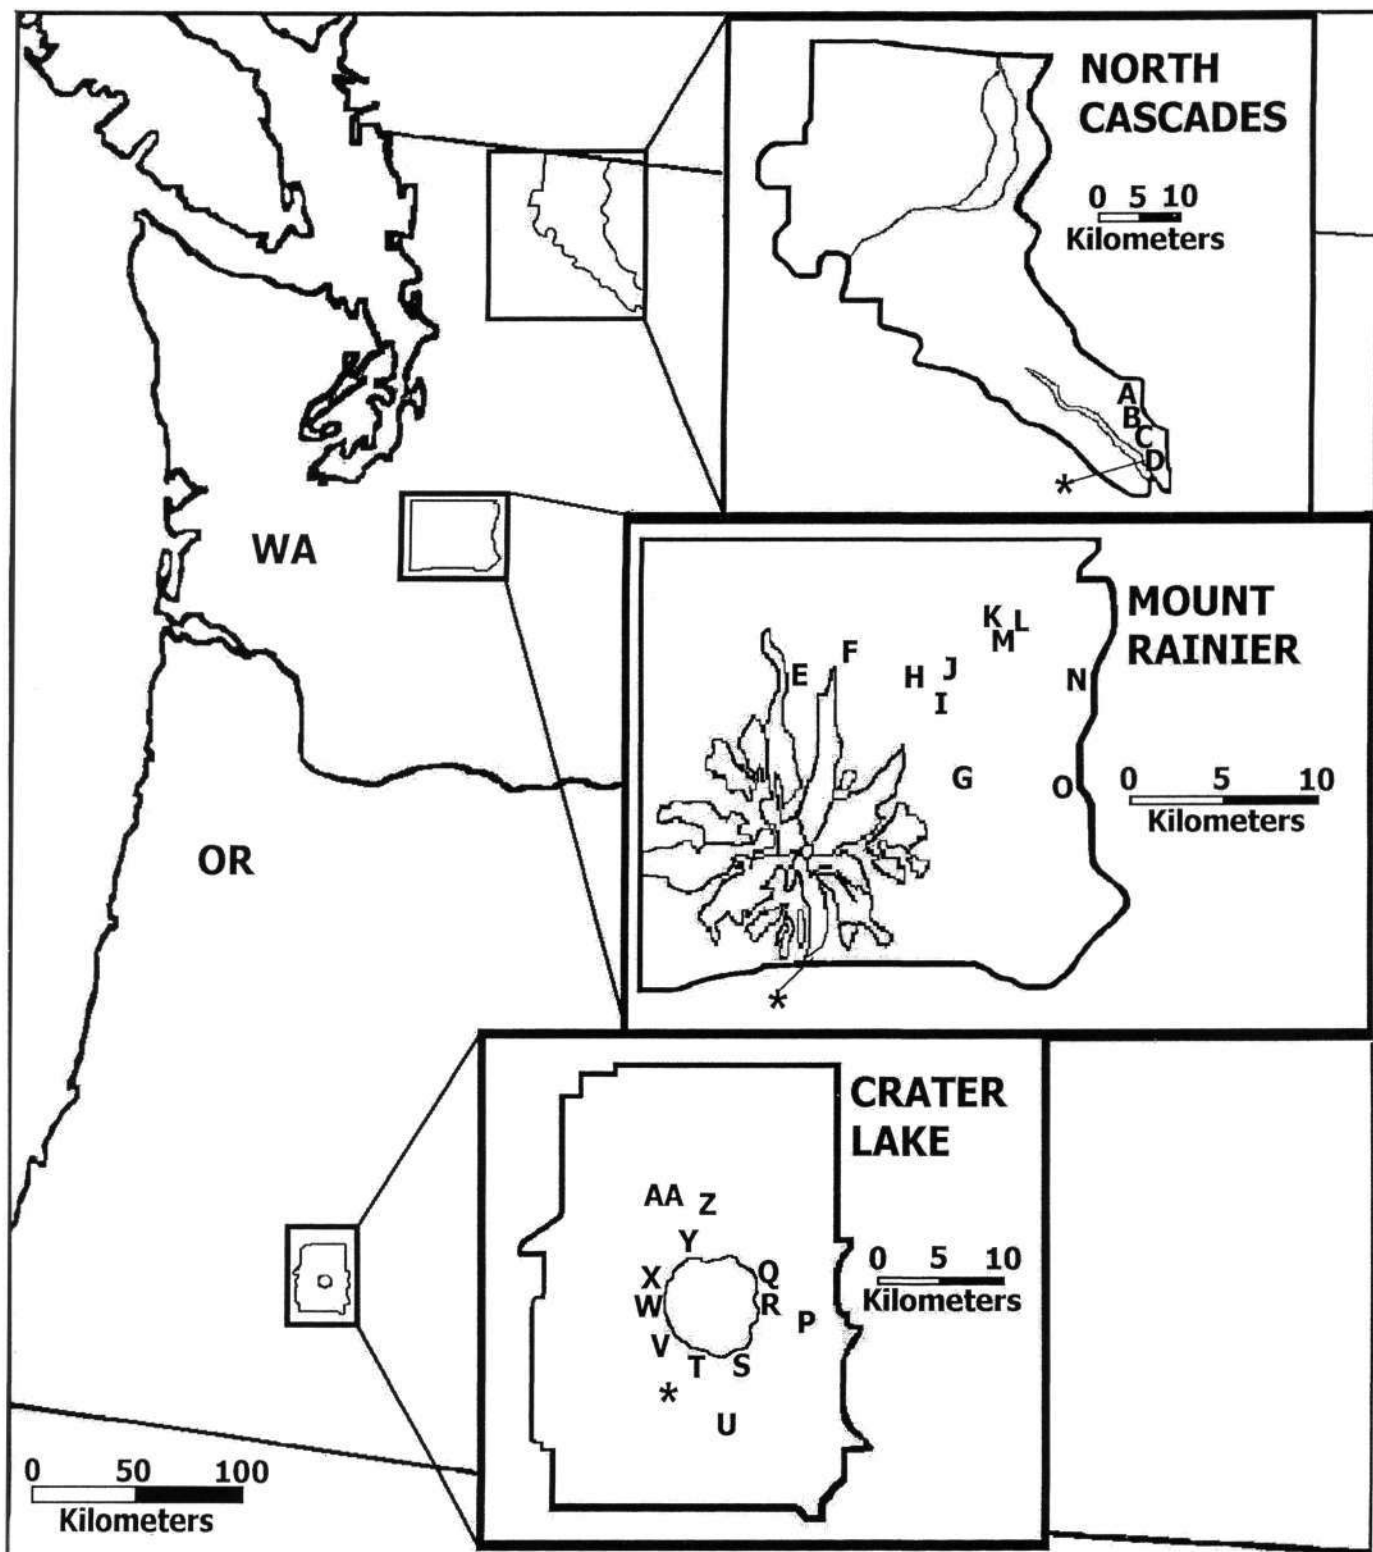 NORTH
CASCADES
0 5 10
Kilometers
A
B
C
D
*
WA
MOUNT
RAINIER
K L
M
F
J
E
H
N
I
G
O
0 5 10
Kilometers
*
OR
CRATER
LAKE
AA Z
Y
X
Q
W
R
P
V
T
S
*
U
0 5 10
Kilometers
0 50 100
Kilometers